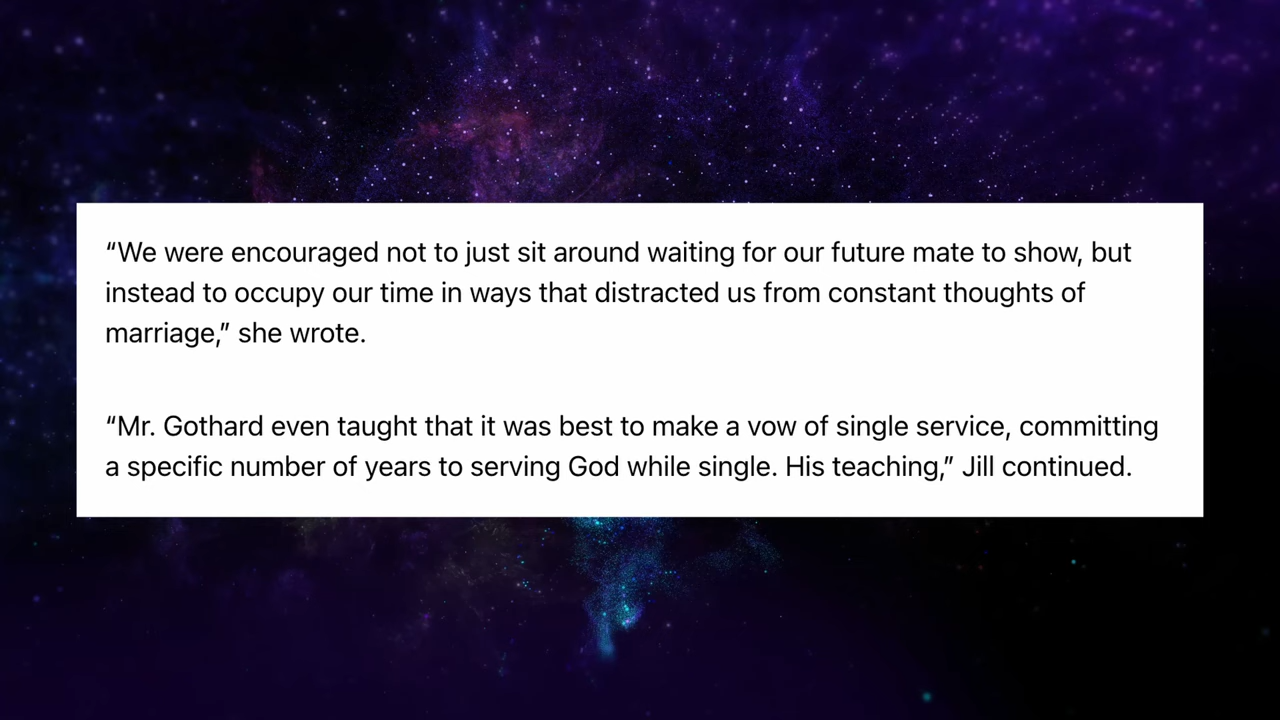 “We were encouraged not to just sit around waiting for our future mate to show, but
instead to occupy our time in ways that distracted us from constant thoughts of
marriage,” she wrote.
“Mr. Gothard even taught that it was best to make a vow of single service, committing
a specific number of years to serving God while single. His teaching,” Jill continued.